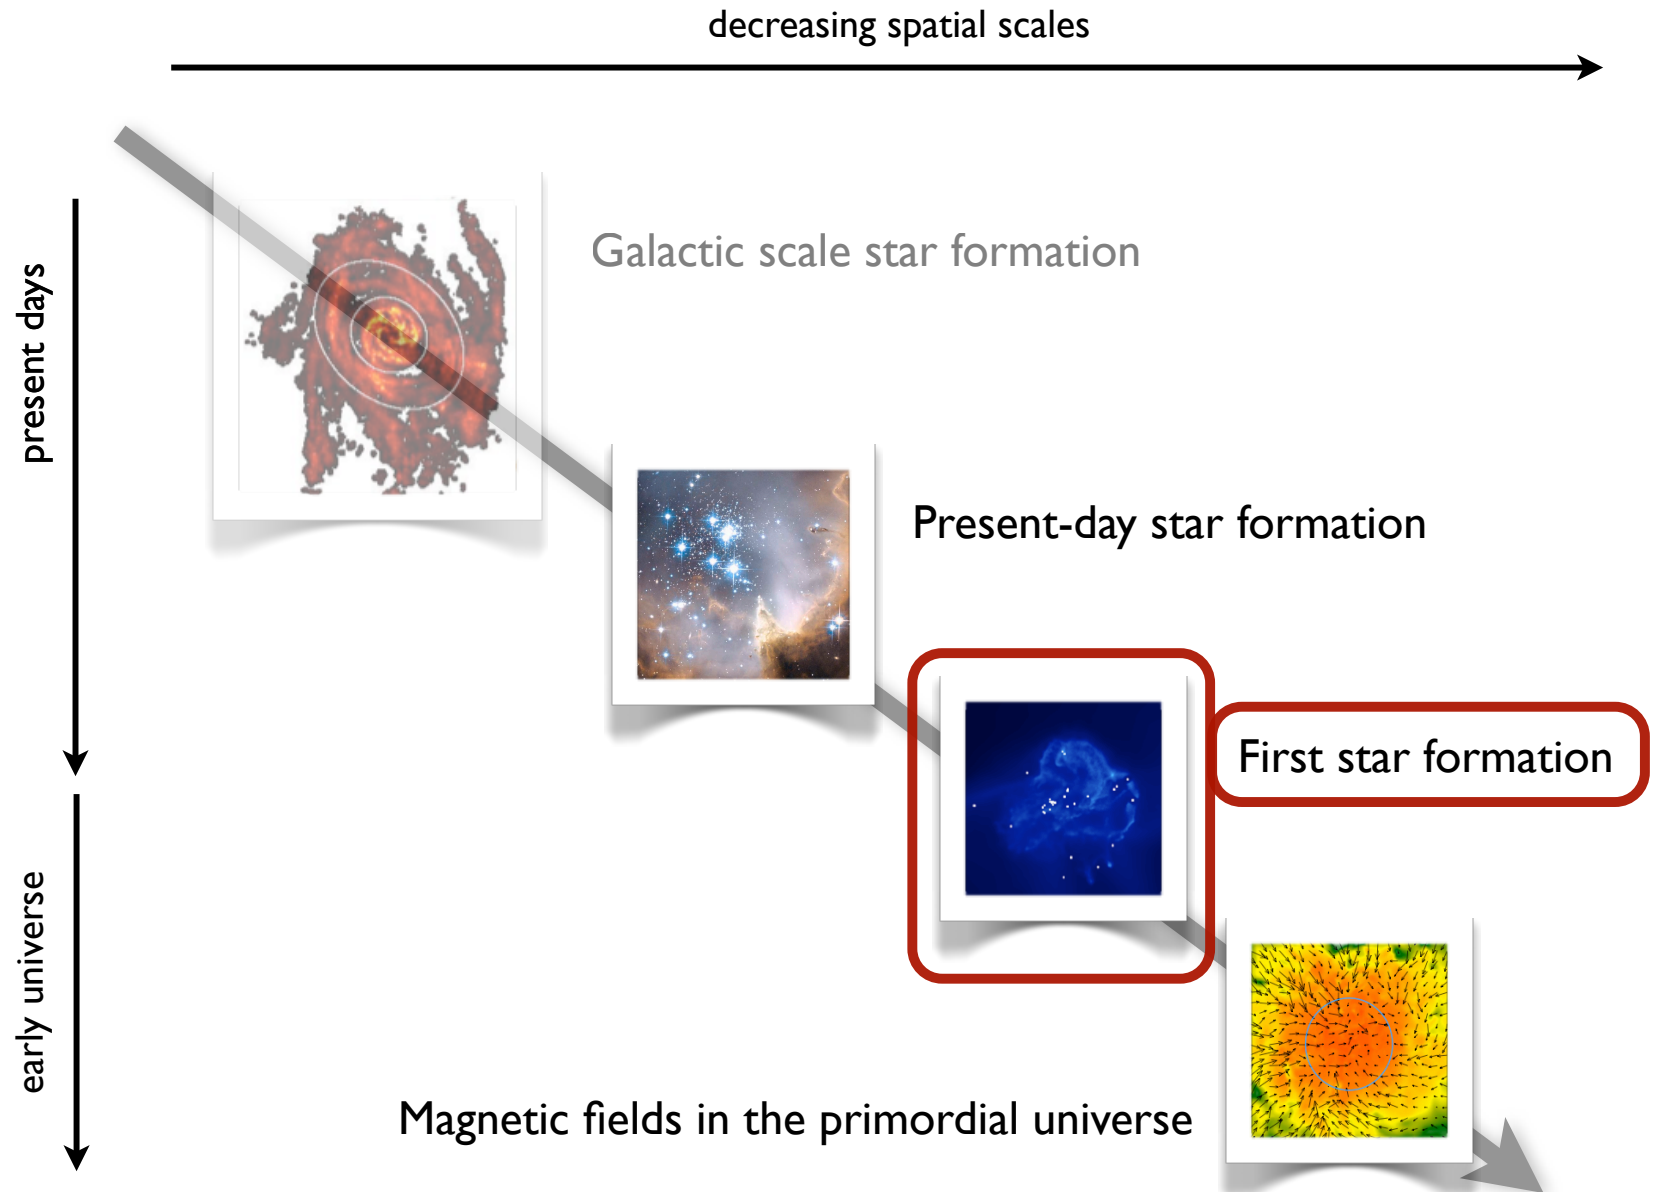 decreasing spatial scales
present days
Galactic scale star formation
Present-day star formation
First star formation
early universe
Magnetic fields in the primordial universe